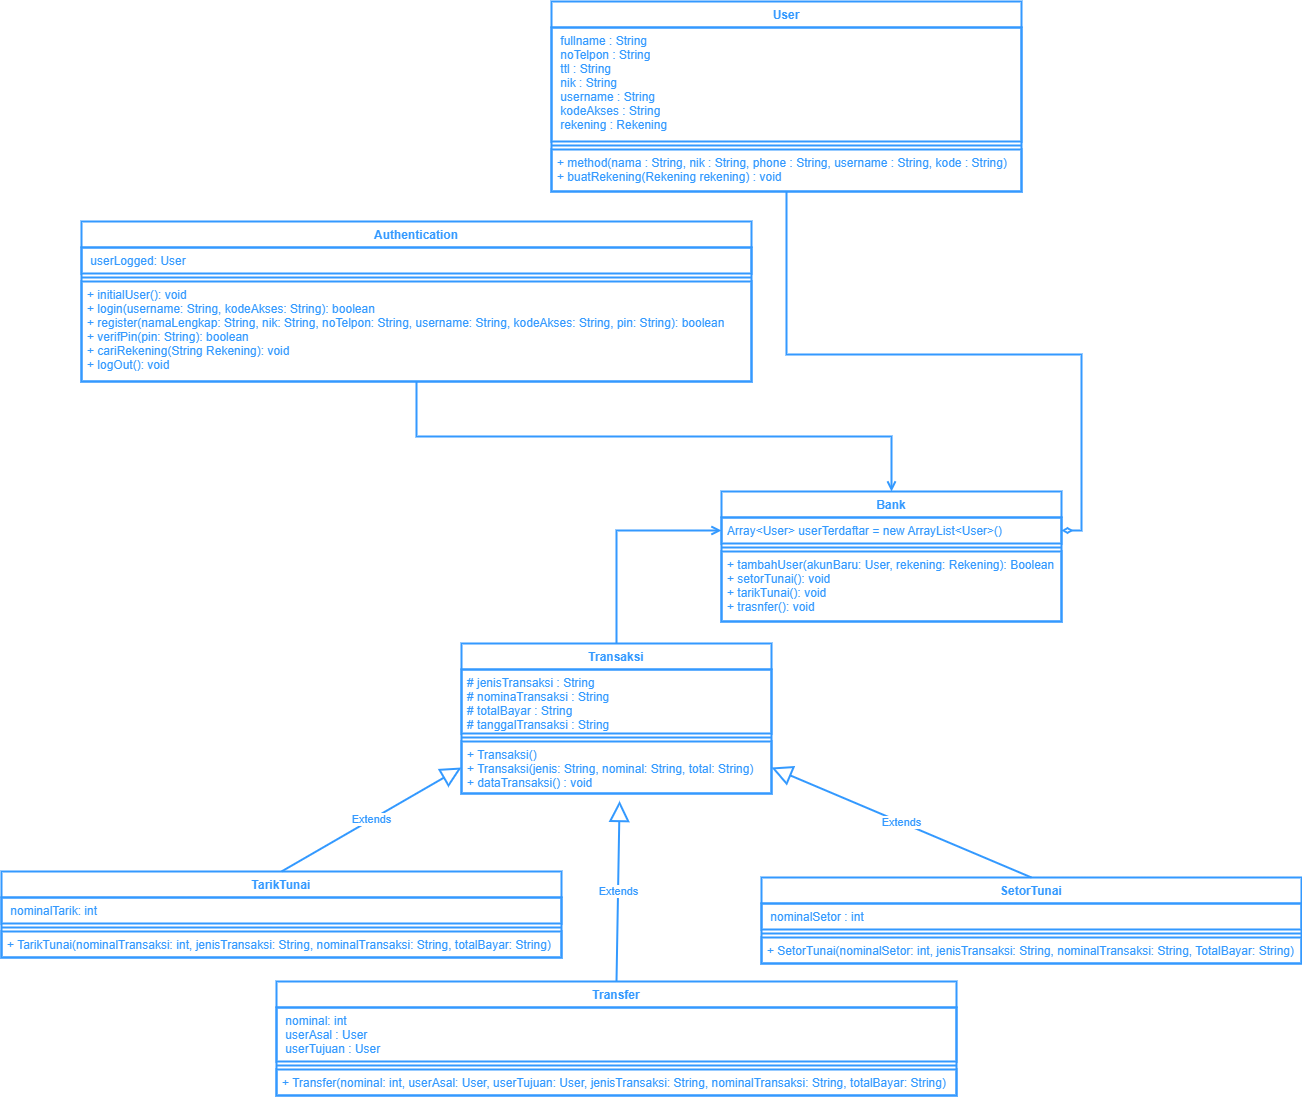 User
fullname : String
noTelpon : String
ttl : String
nik : String
username : String
kodeAkses : String
rekening : Rekening
+ method(nama : String, nik : String, phone : String, username : String, kode : String)
+ buatRekening(Rekening rekening) : void
Authentication
userLogged: User
+ initialUser(): void
+ login(username: String, kodeAkses: String): boolean
+ register(namaLengkap: String, nik: String, noTelpon: String, username: String, kodeAkses: String, pin: String): boolean
+ verifPin(pin: String): boolean
+ cariRekening(String Rekening): void
+ logOut(): void
Bank
Array<User> userTerdaftar = new ArrayList<User>()
+ tambahUser(akunBaru: User, rekening: Rekening): Boolean
+ setorTunai(): void
+ tarikTunai(): void
+ trasnfer(): void
Transaksi
# jenisTransaksi : String
# nominaTransaksi : String
# totalBayar : String
# tanggalTransaksi : String
+ Transaksi()
+ Transaksi(jenis: String, nominal: String, total: String)
+ dataTransaksi() : void
Extends
Extends
Extends
TarikTunai
nominalTarik: int
+ TarikTunai(nominalTransaksi: int, jenisTransaksi: String, nominalTransaksi: String, totalBayar: String)
SetorTunai
nominalSetor : int
+ SetorTunai(nominalSetor: int, jenisTransaksi: String, nominalTransaksi: String, TotalBayar: String)
Transfer
nominal: int
userAsal : User
userTujuan : User
+ Transfer(nominal: int, userAsal: User, userTujuan: User, jenisTransaksi: String, nominalTransaksi: String, totalBayar: String)